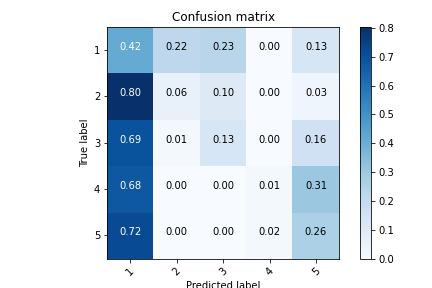 Confusion matrix
0.8
1 0.42 0.22 0.23 0.00 0.13
0.7
2 0.80 0.06 0.10 0.00 0.03
0.6
0.5
3 0.69 0.01 0.13 0.00 0.16
0.4
0.3
4 0.68 0.00 0.00 0.01 0.31
0.2
5 0.72 0.00 0.00 0.02 0.26
0.1
0.0
True label
1 2 3 4 5
Predicted label